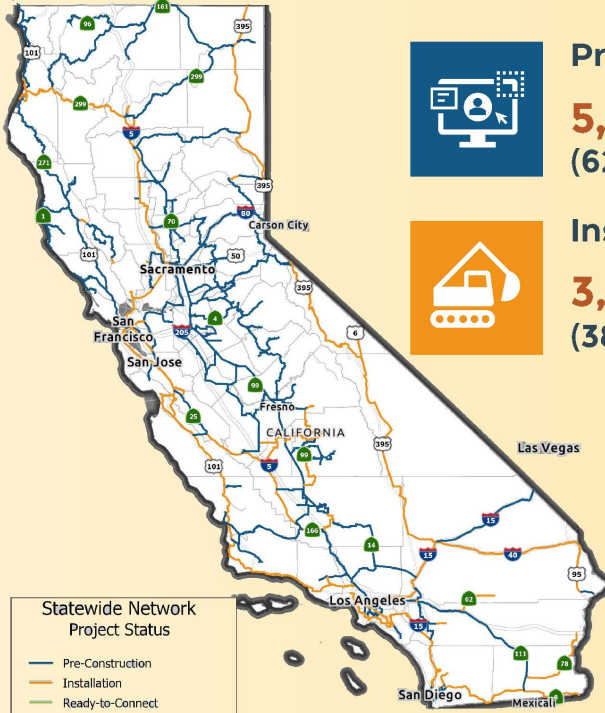 161
96
395
101
299
299
5
271
395
1
80
70
Carson City
101
50
Sacramento
395
4
San
Francisco
205
6
San Jose
99
Fresno
25
CALIFORNIA
395
99
101
5
Las Vegas
15
166
14
15
40
95
Los Angeles
62
15
111
78
San Diego
Mexicali
Statewide Network
Project Status
Pre-Construction
Installation
Ready-to-Connect
Pr
5,
(62
Ins
3,
(38